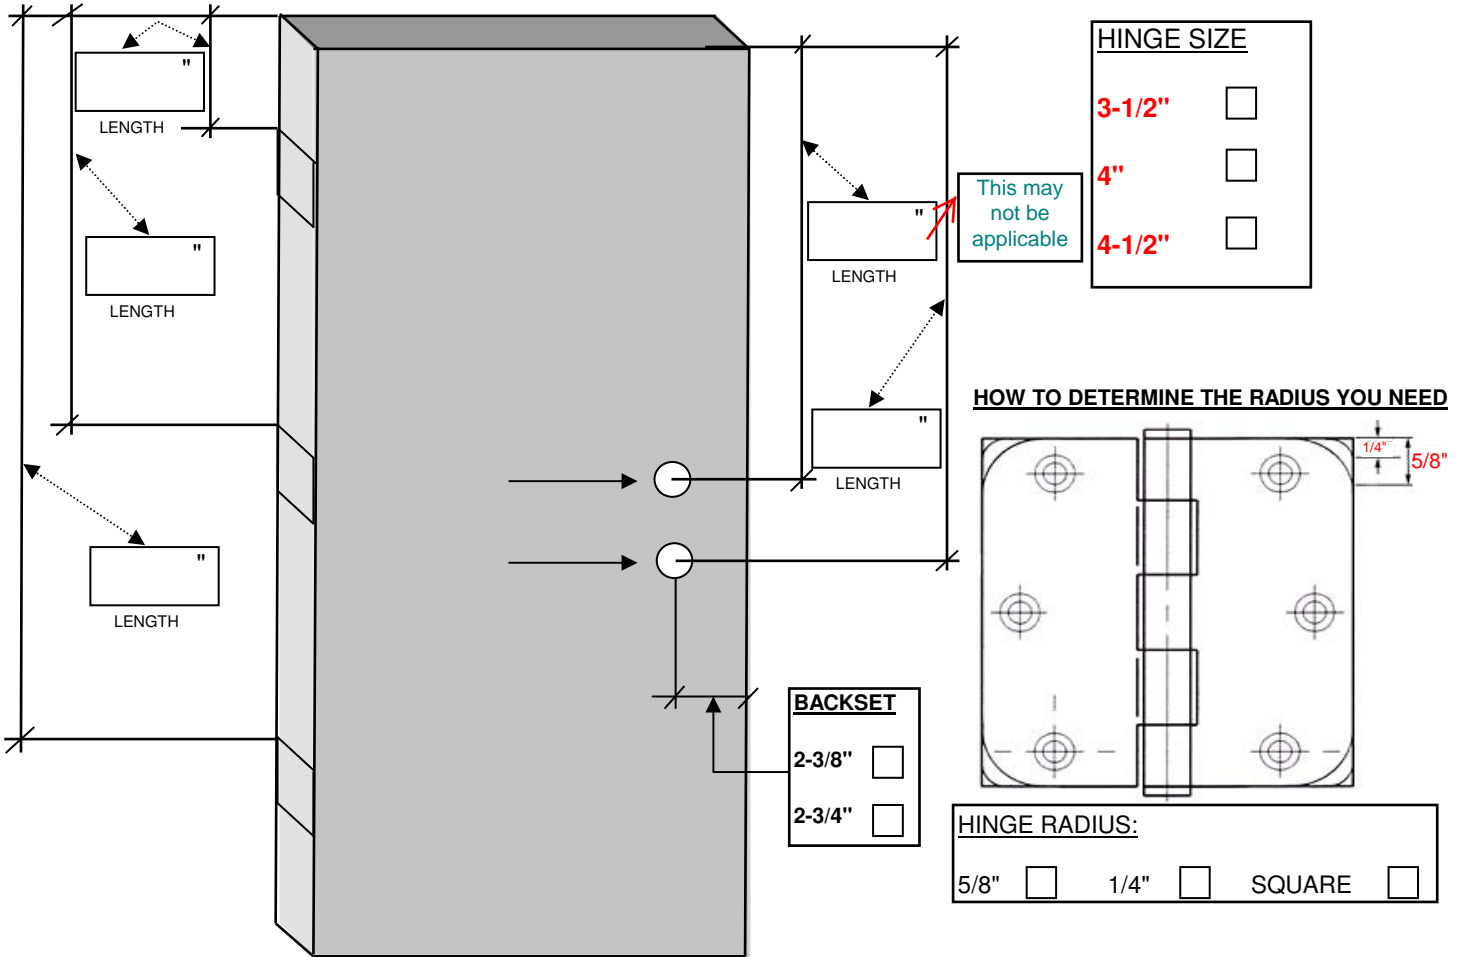 "
LENGTH
"
LENGTH
"
LENGTH
"
LENGTH
"
LENGTH
This may
not be
applicable
HINGE SIZE
3-1/2"
4"
4-1/2"
HOW TO DETERMINE THE RADIUS YOU NEED
1/4"
5/8"
BACKSET
2-3/8"
2-3/4"
HINGE RADIUS:
5/8" 1/4" SQUARE